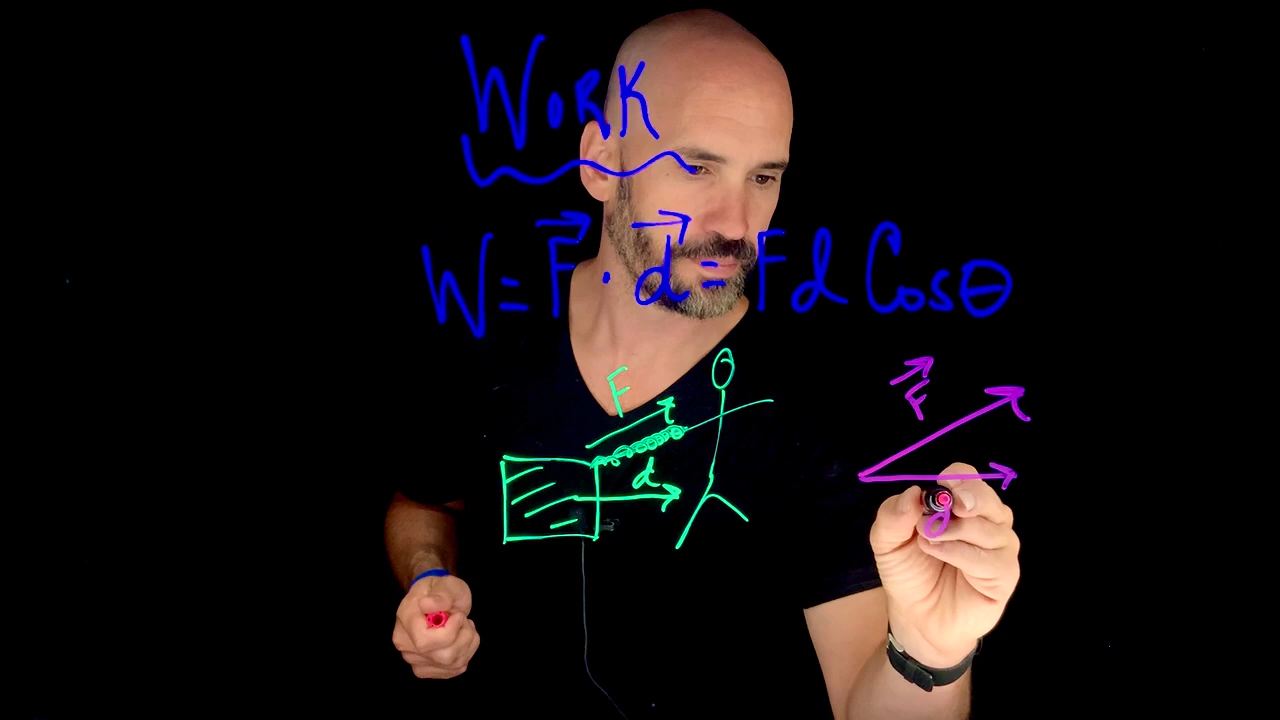 WORK
W = F⃗ · d⃗ = Fd Cosθ
F
d
F⃗
d